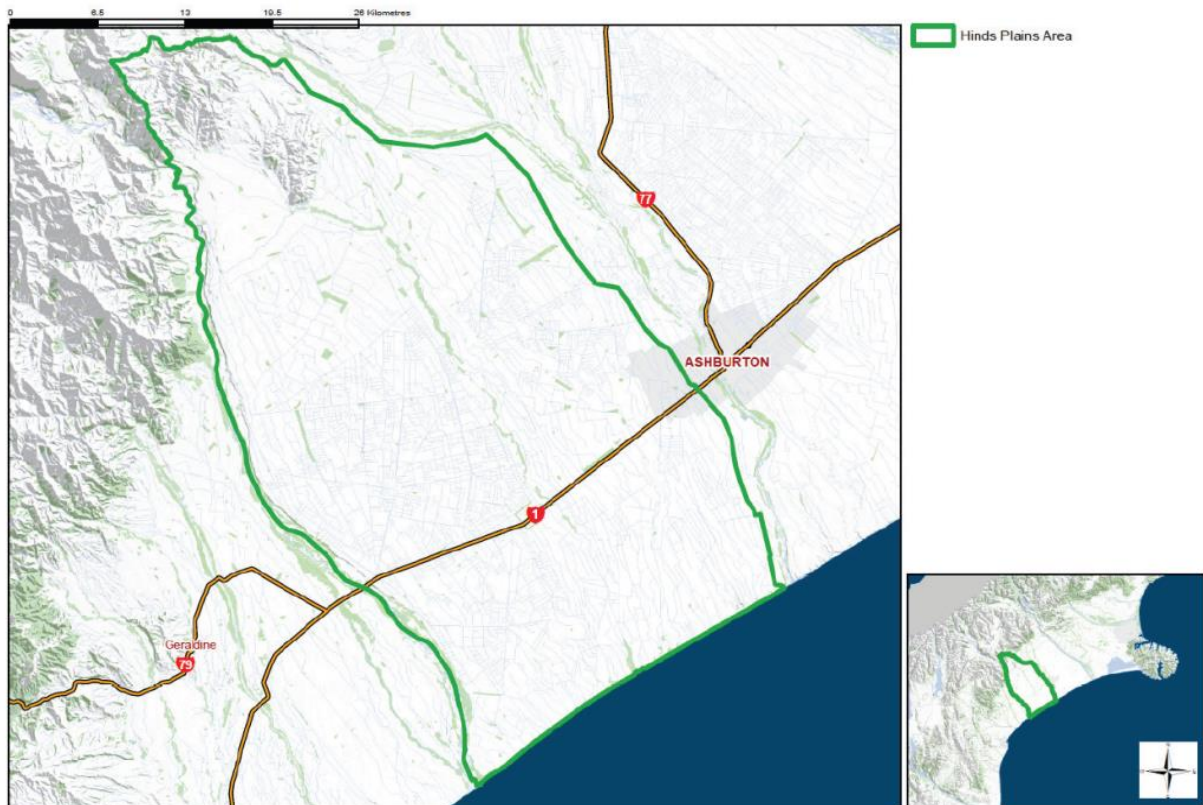 0 6.5 13 19.5 26 Kilometres
Hinds Plains Area
77
ASHBURTON
1
Geraldine
79